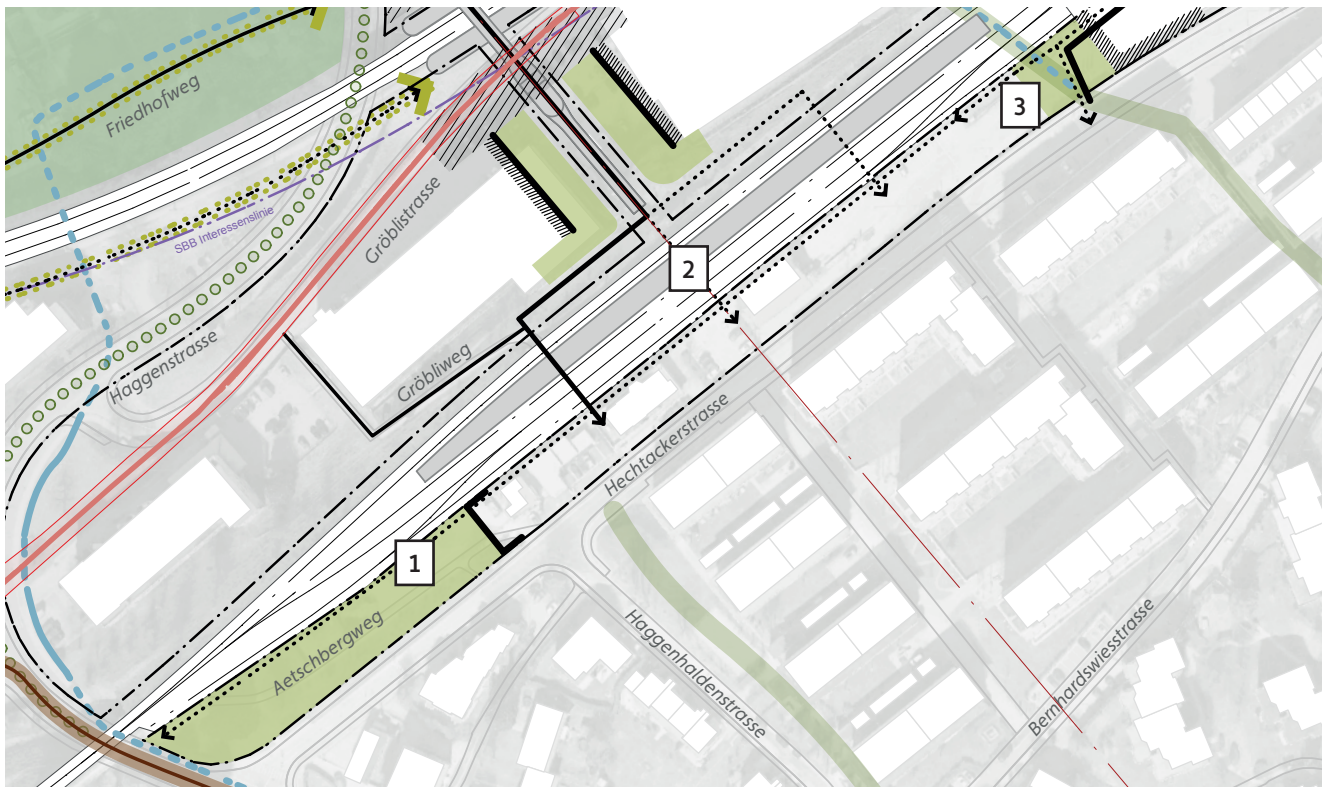 Friedhofweg
3
SBB Interessenslinie
Gröblistrasse
2
Haggenstrasse
Gröbliweg
Hechtackerstrasse
1
Aetschbergweg
Haggenhaldenstrasse
Bernhardswiesstrasse